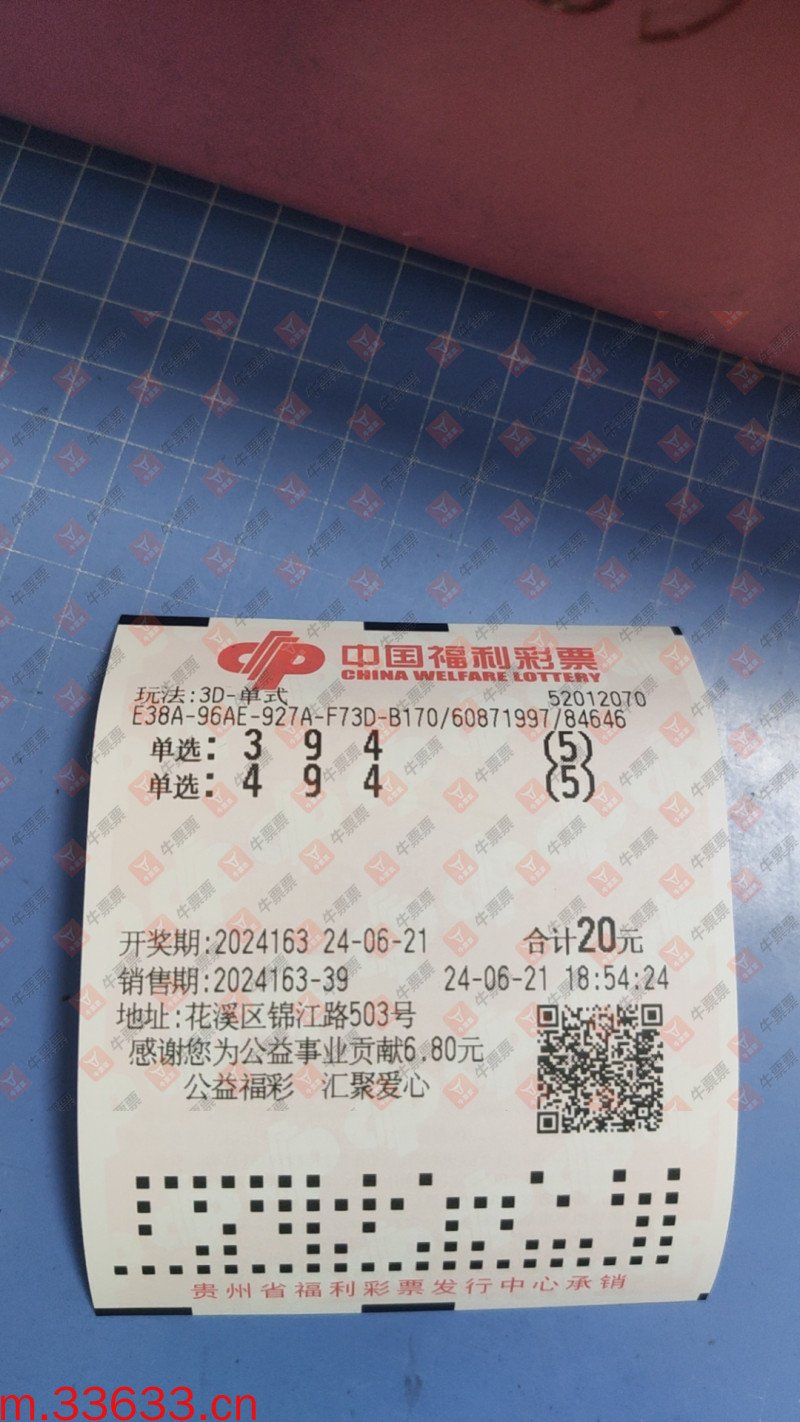 中国福利彩票
CHINA WELFARE LOTTERY
玩法:3D-单式 52012070
E38A-96AE-927A-F73D-B170/60871997/84646
单选: 3 9 4 (5)
单选: 4 9 4 (5)
开奖期:2024163 24-06-21 合计20元
销售期:2024163-39 24-06-21 18:54:24
地址:花溪区锦江路503号
感谢您为公益事业贡献6.80元
公益福彩 汇聚爱心
贵州省福利彩票发行中心承销
牛票票
m.33633.cn